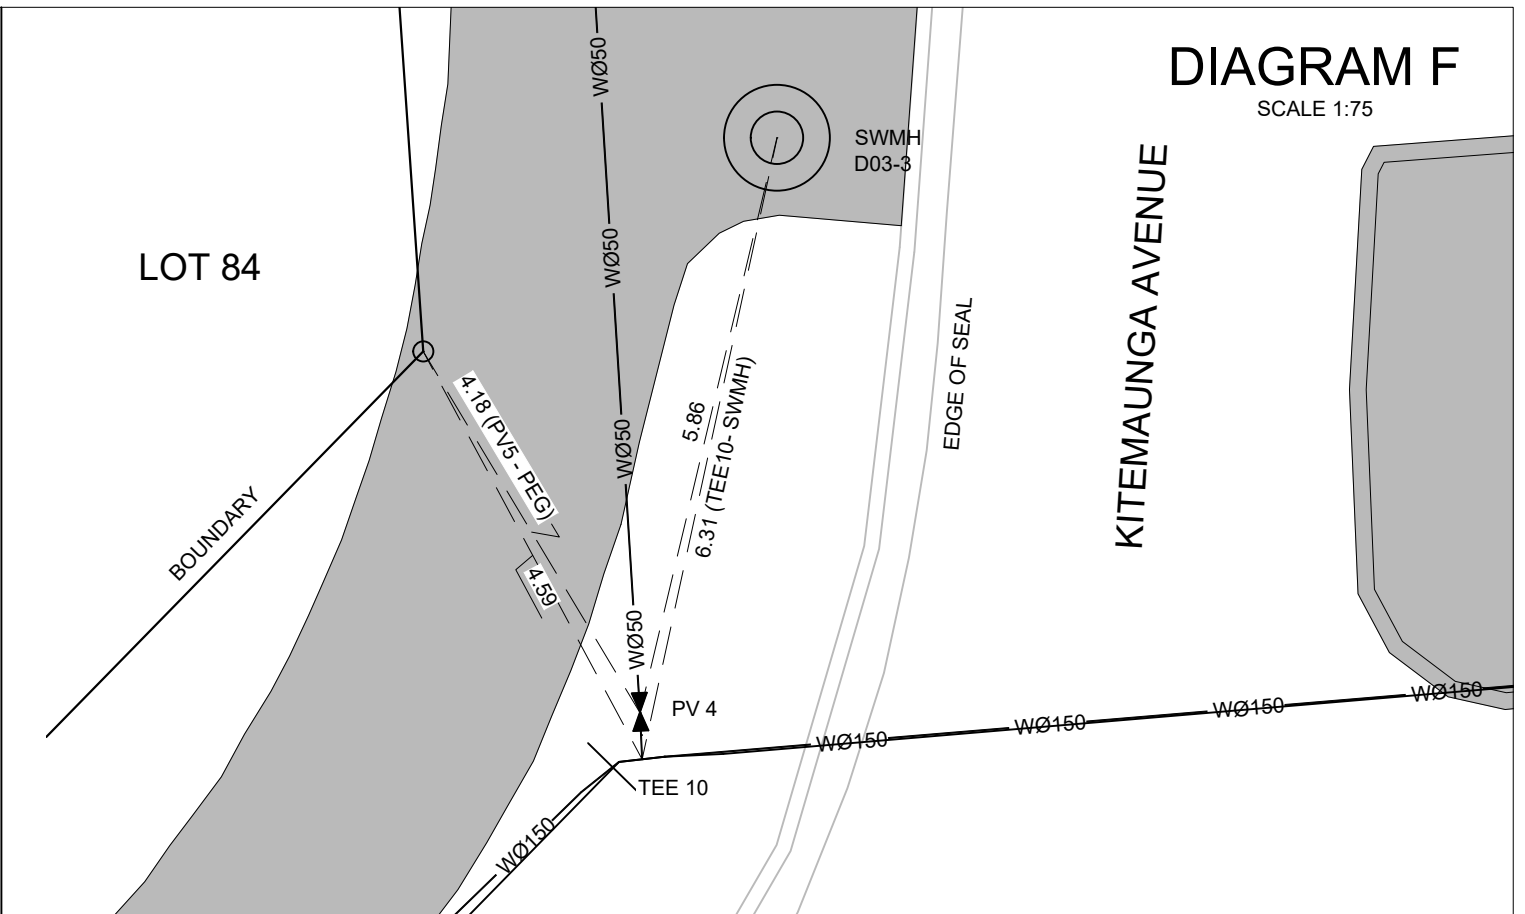 DIAGRAM F
SCALE 1:75
WØ50
SWMH
D03-3
LOT 84
WØ50
KITEMAUNGA AVENUE
EDGE OF SEAL
4.18 (PV5 - PEG)
5.86
6.31 (TEE10- SWMH)
WØ50
BOUNDARY
4.59
WØ50
PV 4
WØ150
WØ150
WØ150
WØ150
TEE 10
WØ150